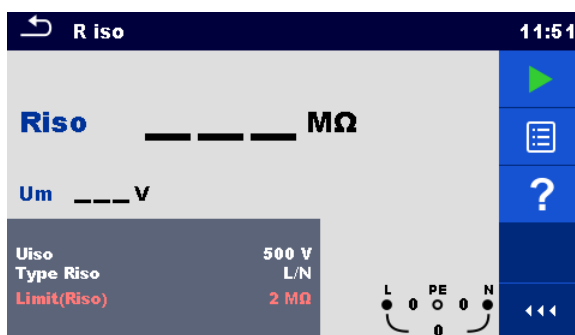 R iso 11:51
Riso _ _ _ MΩ
Um _ _ _ V
?
Uiso 500 V
Type Riso L/N
Limit(Riso) 2 MΩ
L PE N
0 0
0